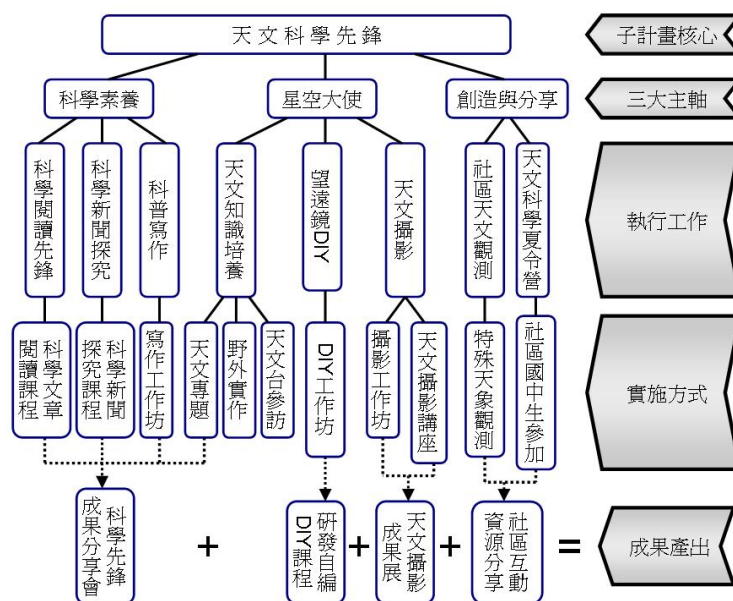 天文科學先鋒
子計畫核心
科學素養
星空大使
創造與分享
三大主軸
科學閱讀先鋒
科學新聞探究
科普寫作
天文知識培養
望遠鏡DIY
天文攝影
社區天文觀測
天文科學夏令營
執行工作
科學文章
閱讀課程
科學新聞
探究課程
寫作工作坊
天文專題
野外實作
天文台參訪
DIY工作坊
攝影工作坊
天文攝影講座
特殊天象觀測
社區國中生參加
實施方式
科學先鋒
成果分享會
+
研發自編
DIY課程
+
天文攝影
成果展
+
社區互動
資源分享
=
成果產出